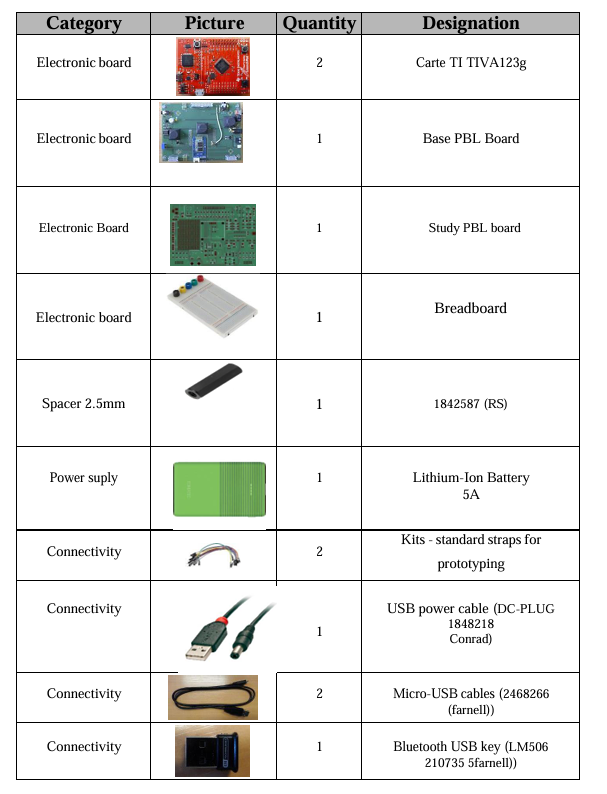 Category Picture Quantity Designation
Electronic board 2 Carte TI TIVA123g
Electronic board 1 Base PBL Board
Electronic Board 1 Study PBL board
Electronic board 1 Breadboard
Spacer 2.5mm 1 1842587 (RS)
Power suply 1 Lithium-Ion Battery
5A
Connectivity 2 Kits - standard straps for
prototyping
Connectivity 1 USB power cable (DC-PLUG
1848218
Conrad)
Connectivity 2 Micro-USB cables (2468266
(farnell))
Connectivity 1 Bluetooth USB key (LM506
210735 5farnell))